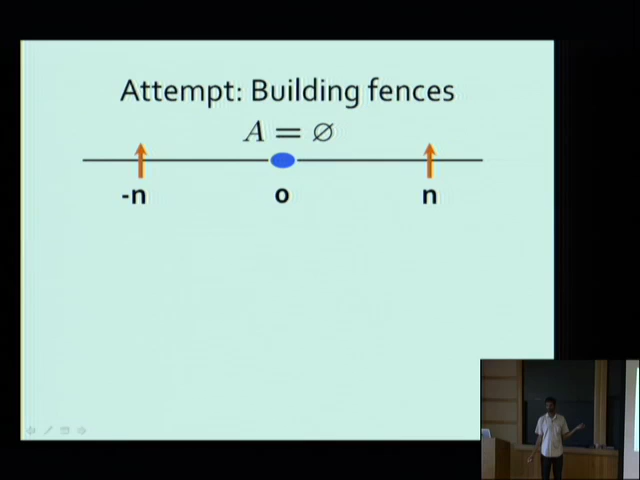 Attempt: Building fences
A = ∅
-n o n